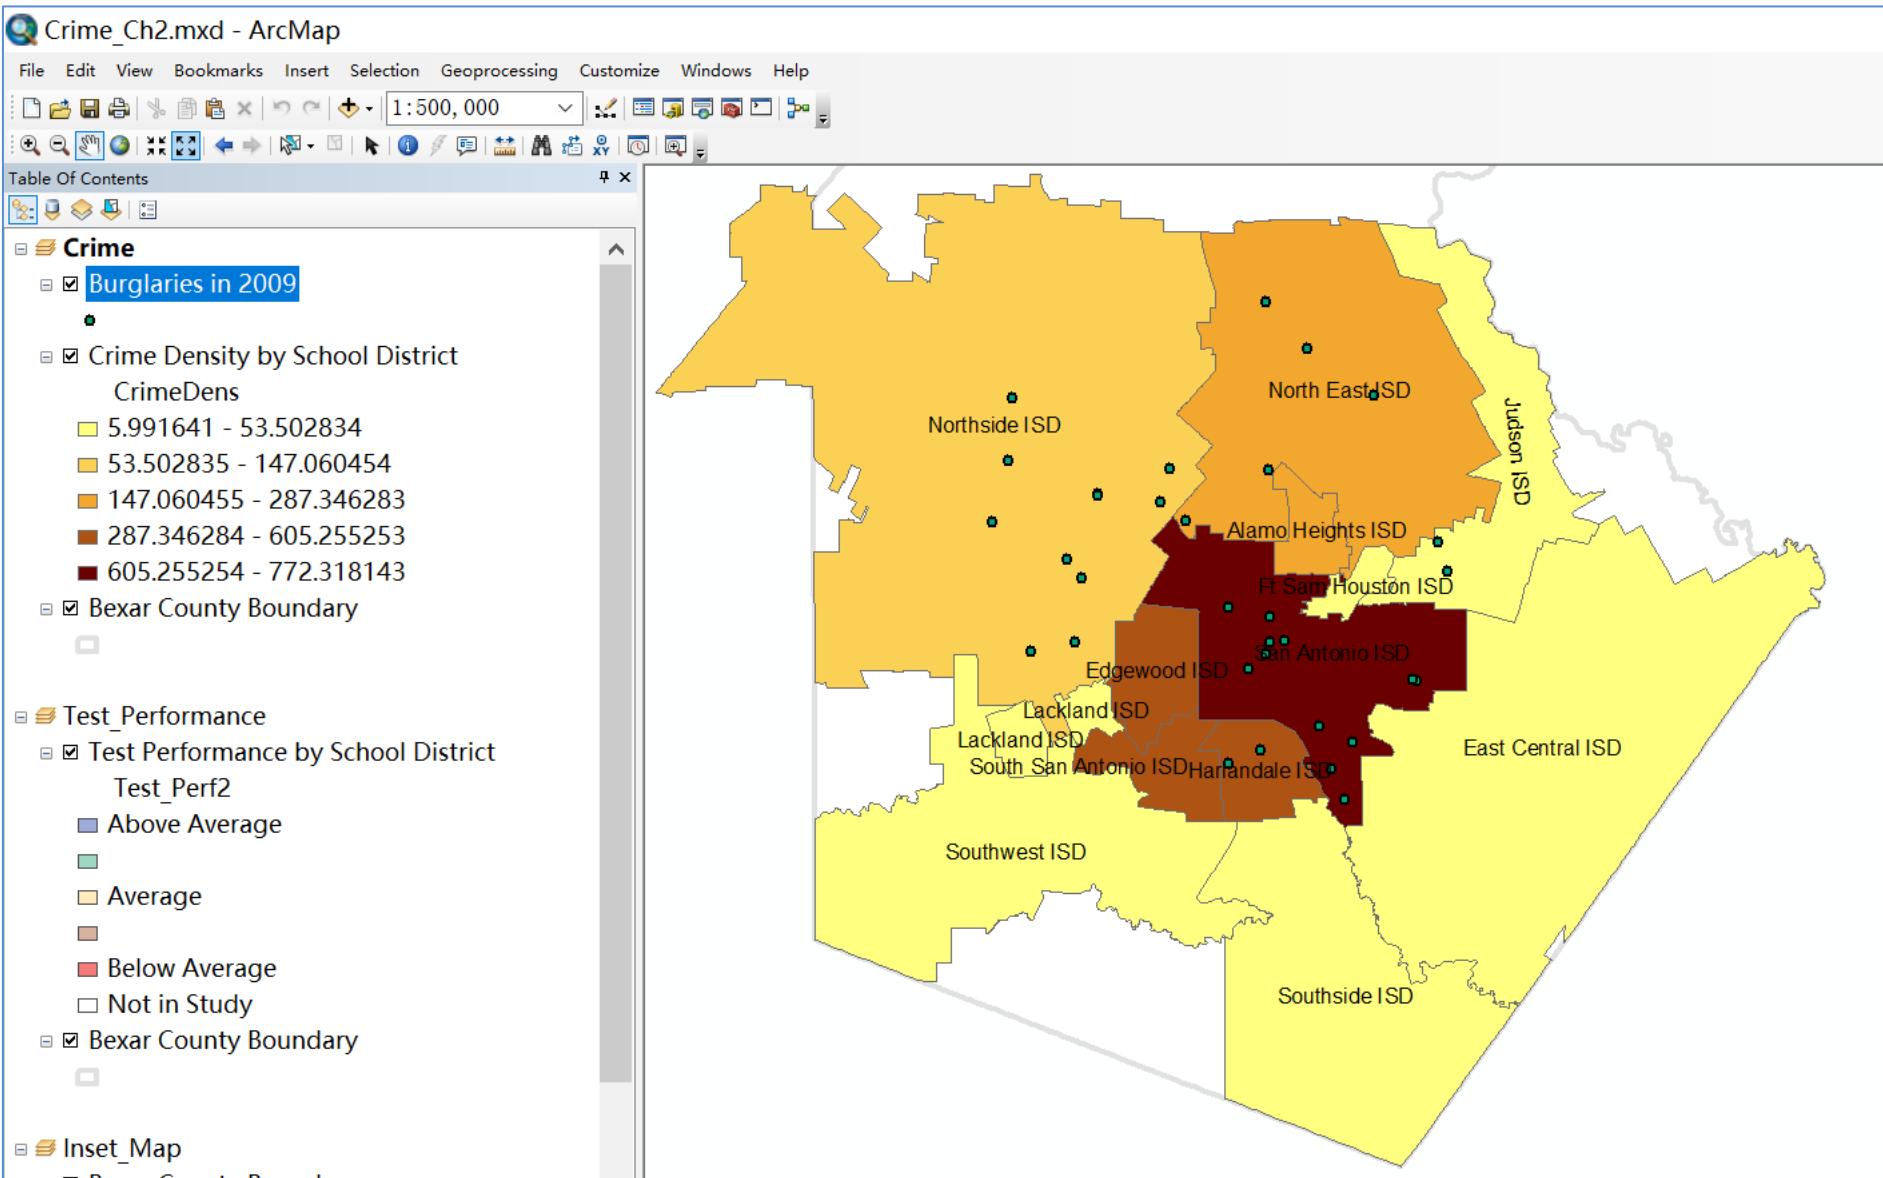 Crime_Ch2.mxd - ArcMap
File Edit View Bookmarks Insert Selection Geoprocessing Customize Windows Help
1:500,000
XY
Table Of Contents
Crime
Burglaries in 2009
Crime Density by School District
CrimeDens
5.991641 - 53.502834
53.502835 - 147.060454
147.060455 - 287.346283
287.346284 - 605.255253
605.255254 - 772.318143
Bexar County Boundary
Test_Performance
Test Performance by School District
Test_Perf2
Above Average
Average
Below Average
Not in Study
Bexar County Boundary
Inset_Map
Northside ISD
North East ISD
Judson ISD
Alamo Heights ISD
Ft Sam Houston ISD
San Antonio ISD
Edgewood ISD
Lackland ISD
Lackland ISD
South San Antonio ISD
Harlandale ISD
East Central ISD
Southwest ISD
Southside ISD